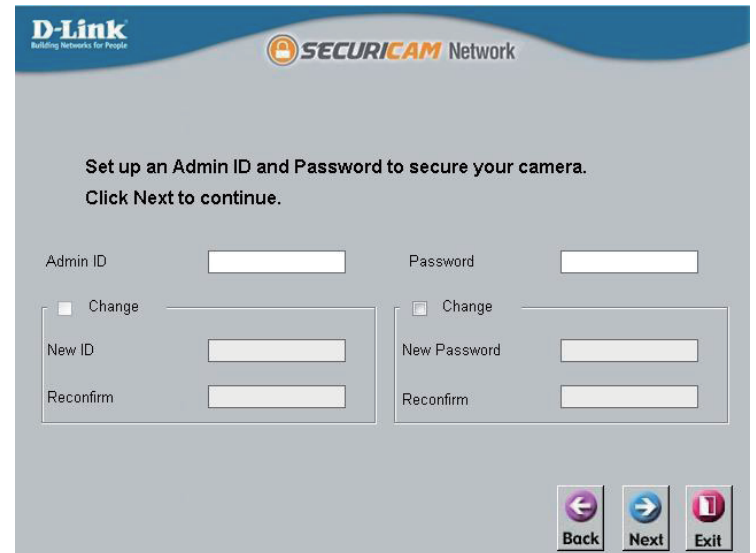 D-Link
Building Networks for People
SECURICAM Network
Set up an Admin ID and Password to secure your camera.
Click Next to continue.
Admin ID
Password
Change
Change
New ID
New Password
Reconfirm
Reconfirm
Back
Next
Exit